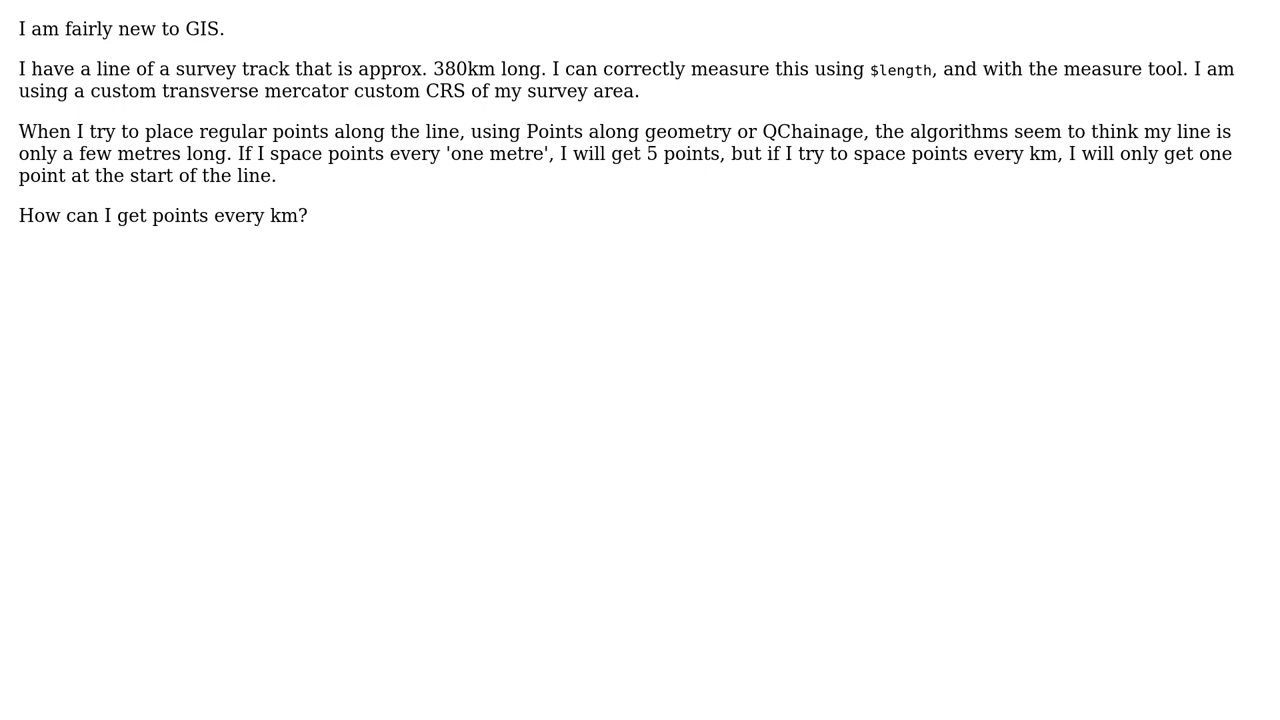 I am fairly new to GIS.
I have a line of a survey track that is approx. 380km long. I can correctly measure this using $length, and with the measure tool. I am
using a custom transverse mercator custom CRS of my survey area.
When I try to place regular points along the line, using Points along geometry or QChainage, the algorithms seem to think my line is
only a few metres long. If I space points every 'one metre', I will get 5 points, but if I try to space points every km, I will only get one
point at the start of the line.
How can I get points every km?